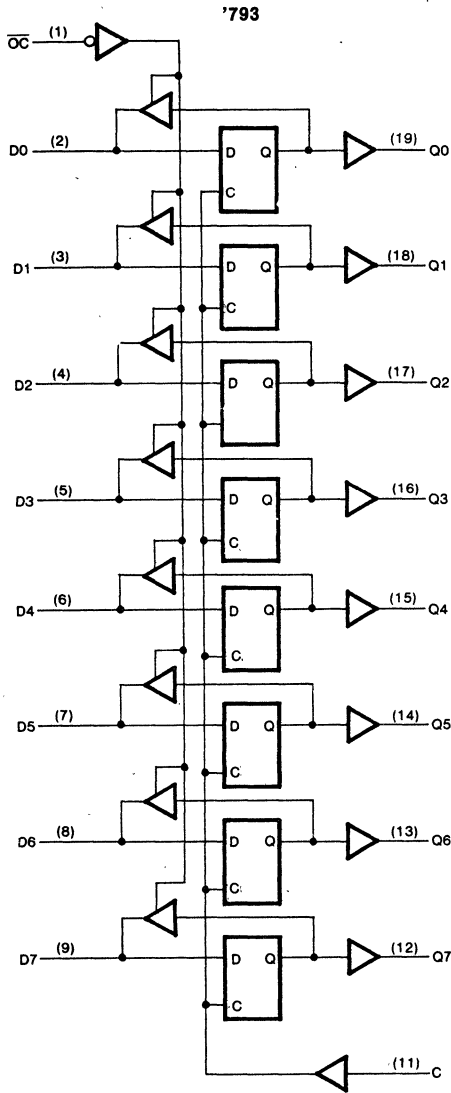 '793
OC (1)
D0 (2) D Q (19) Q0
C
D1 (3) D Q (18) Q1
C
D2 (4) D Q (17) Q2
D3 (5) D Q (16) Q3
C
D4 (6) D Q (15) Q4
C
D5 (7) D Q (14) Q5
C
D6 (8) D Q (13) Q6
C
D7 (9) D Q (12) Q7
C
(11) C